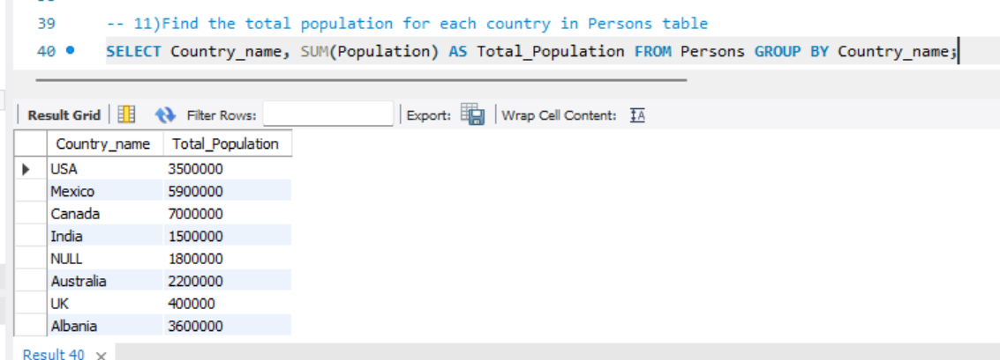 39 -- 11)Find the total population for each country in Persons table
40 SELECT Country_name, SUM(Population) AS Total_Population FROM Persons GROUP BY Country_name;
Result Grid Filter Rows: Export: Wrap Cell Content: IA
Country_name Total_Population
USA 3500000
Mexico 5900000
Canada 7000000
India 1500000
NULL 1800000
Australia 2200000
UK 400000
Albania 3600000
Result 40 ×